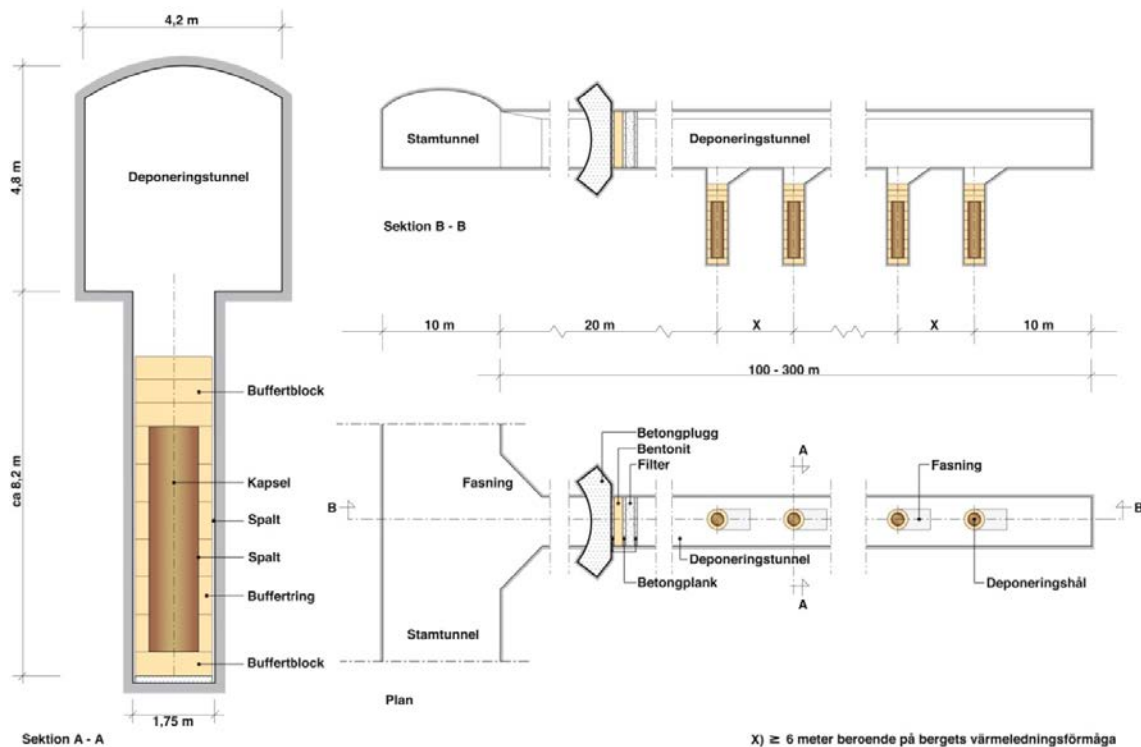 4,2 m
4,8 m
Deponeringstunnel
ca 8,2 m
Buffertblock
Kapsel
Spalt
Spalt
Buffertring
Buffertblock
1,75 m
Sektion A - A
Stamtunnel
Deponeringstunnel
Sektion B - B
10 m
20 m
X
X
10 m
100 - 300 m
Betongplugg
Bentonit
Filter
Fasning
A
Fasning
B
B
Deponeringstunnel
Betongplank
A
Deponeringshål
Stamtunnel
Plan
X) ≥ 6 meter beroende på bergets värmeledningsförmåga